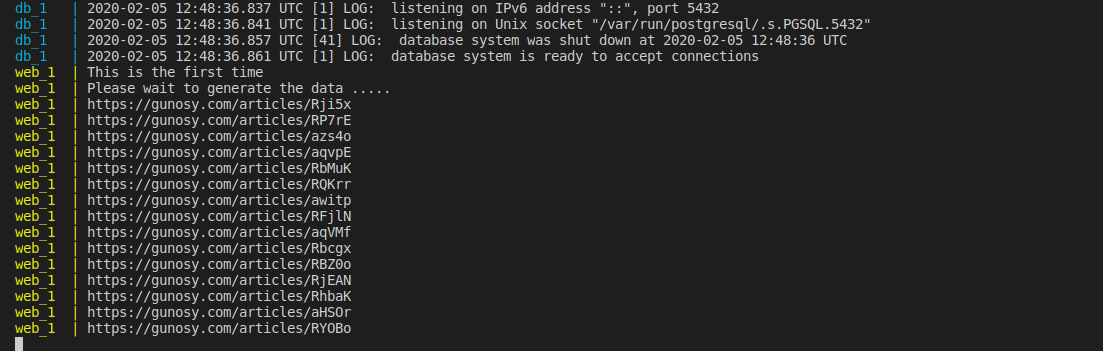 db_1   | 2020-02-05 12:48:36.837 UTC [1] LOG:  listening on IPv6 address "::", port 5432
db_1   | 2020-02-05 12:48:36.841 UTC [1] LOG:  listening on Unix socket "/var/run/postgresql/.s.PGSQL.5432"
db_1   | 2020-02-05 12:48:36.857 UTC [41] LOG:  database system was shut down at 2020-02-05 12:48:36 UTC
db_1   | 2020-02-05 12:48:36.861 UTC [1] LOG:  database system is ready to accept connections
web_1  | This is the first time
web_1  | Please wait to generate the data .....
web_1  | https://gunosy.com/articles/Rji5x
web_1  | https://gunosy.com/articles/RP7rE
web_1  | https://gunosy.com/articles/azs4o
web_1  | https://gunosy.com/articles/aqvpE
web_1  | https://gunosy.com/articles/RbMuK
web_1  | https://gunosy.com/articles/RQKrr
web_1  | https://gunosy.com/articles/awitp
web_1  | https://gunosy.com/articles/RFjlN
web_1  | https://gunosy.com/articles/aqVMf
web_1  | https://gunosy.com/articles/Rbcgx
web_1  | https://gunosy.com/articles/RBZ0o
web_1  | https://gunosy.com/articles/RjEAN
web_1  | https://gunosy.com/articles/RhbaK
web_1  | https://gunosy.com/articles/aHSOr
web_1  | https://gunosy.com/articles/RYOBo